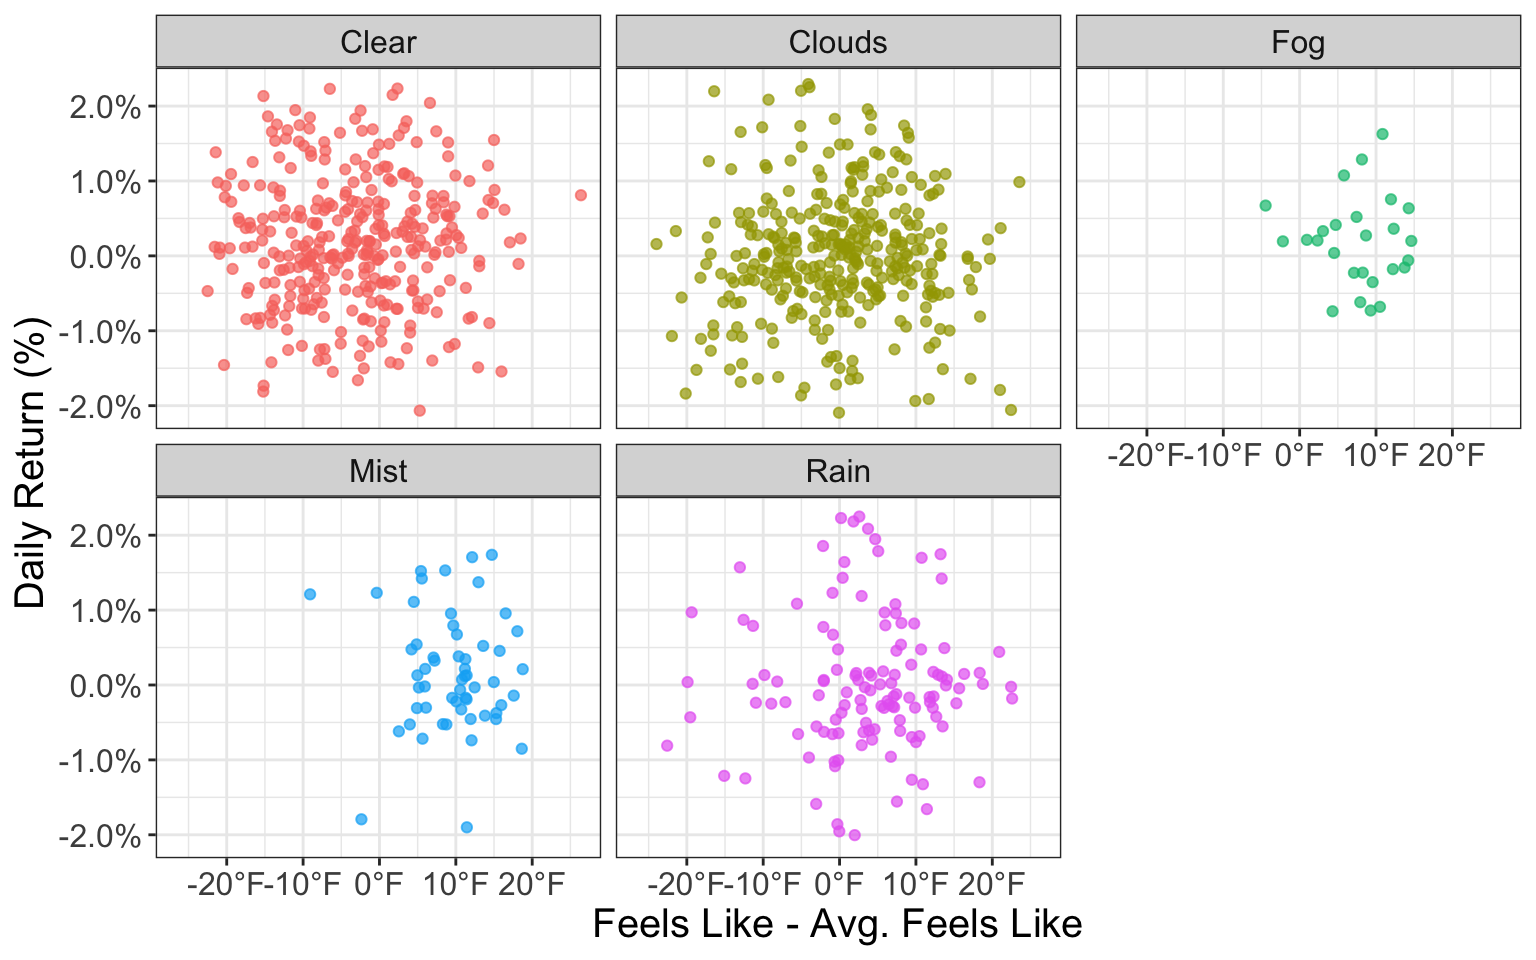 Clear
Clouds
Fog
2.0%
1.0%
0.0%
-1.0%
-2.0%
-20°F -10°F 0°F 10°F 20°F
Mist
Rain
2.0%
1.0%
0.0%
-1.0%
-2.0%
-20°F -10°F 0°F 10°F 20°F
-20°F -10°F 0°F 10°F 20°F
Feels Like - Avg. Feels Like
Daily Return (%)